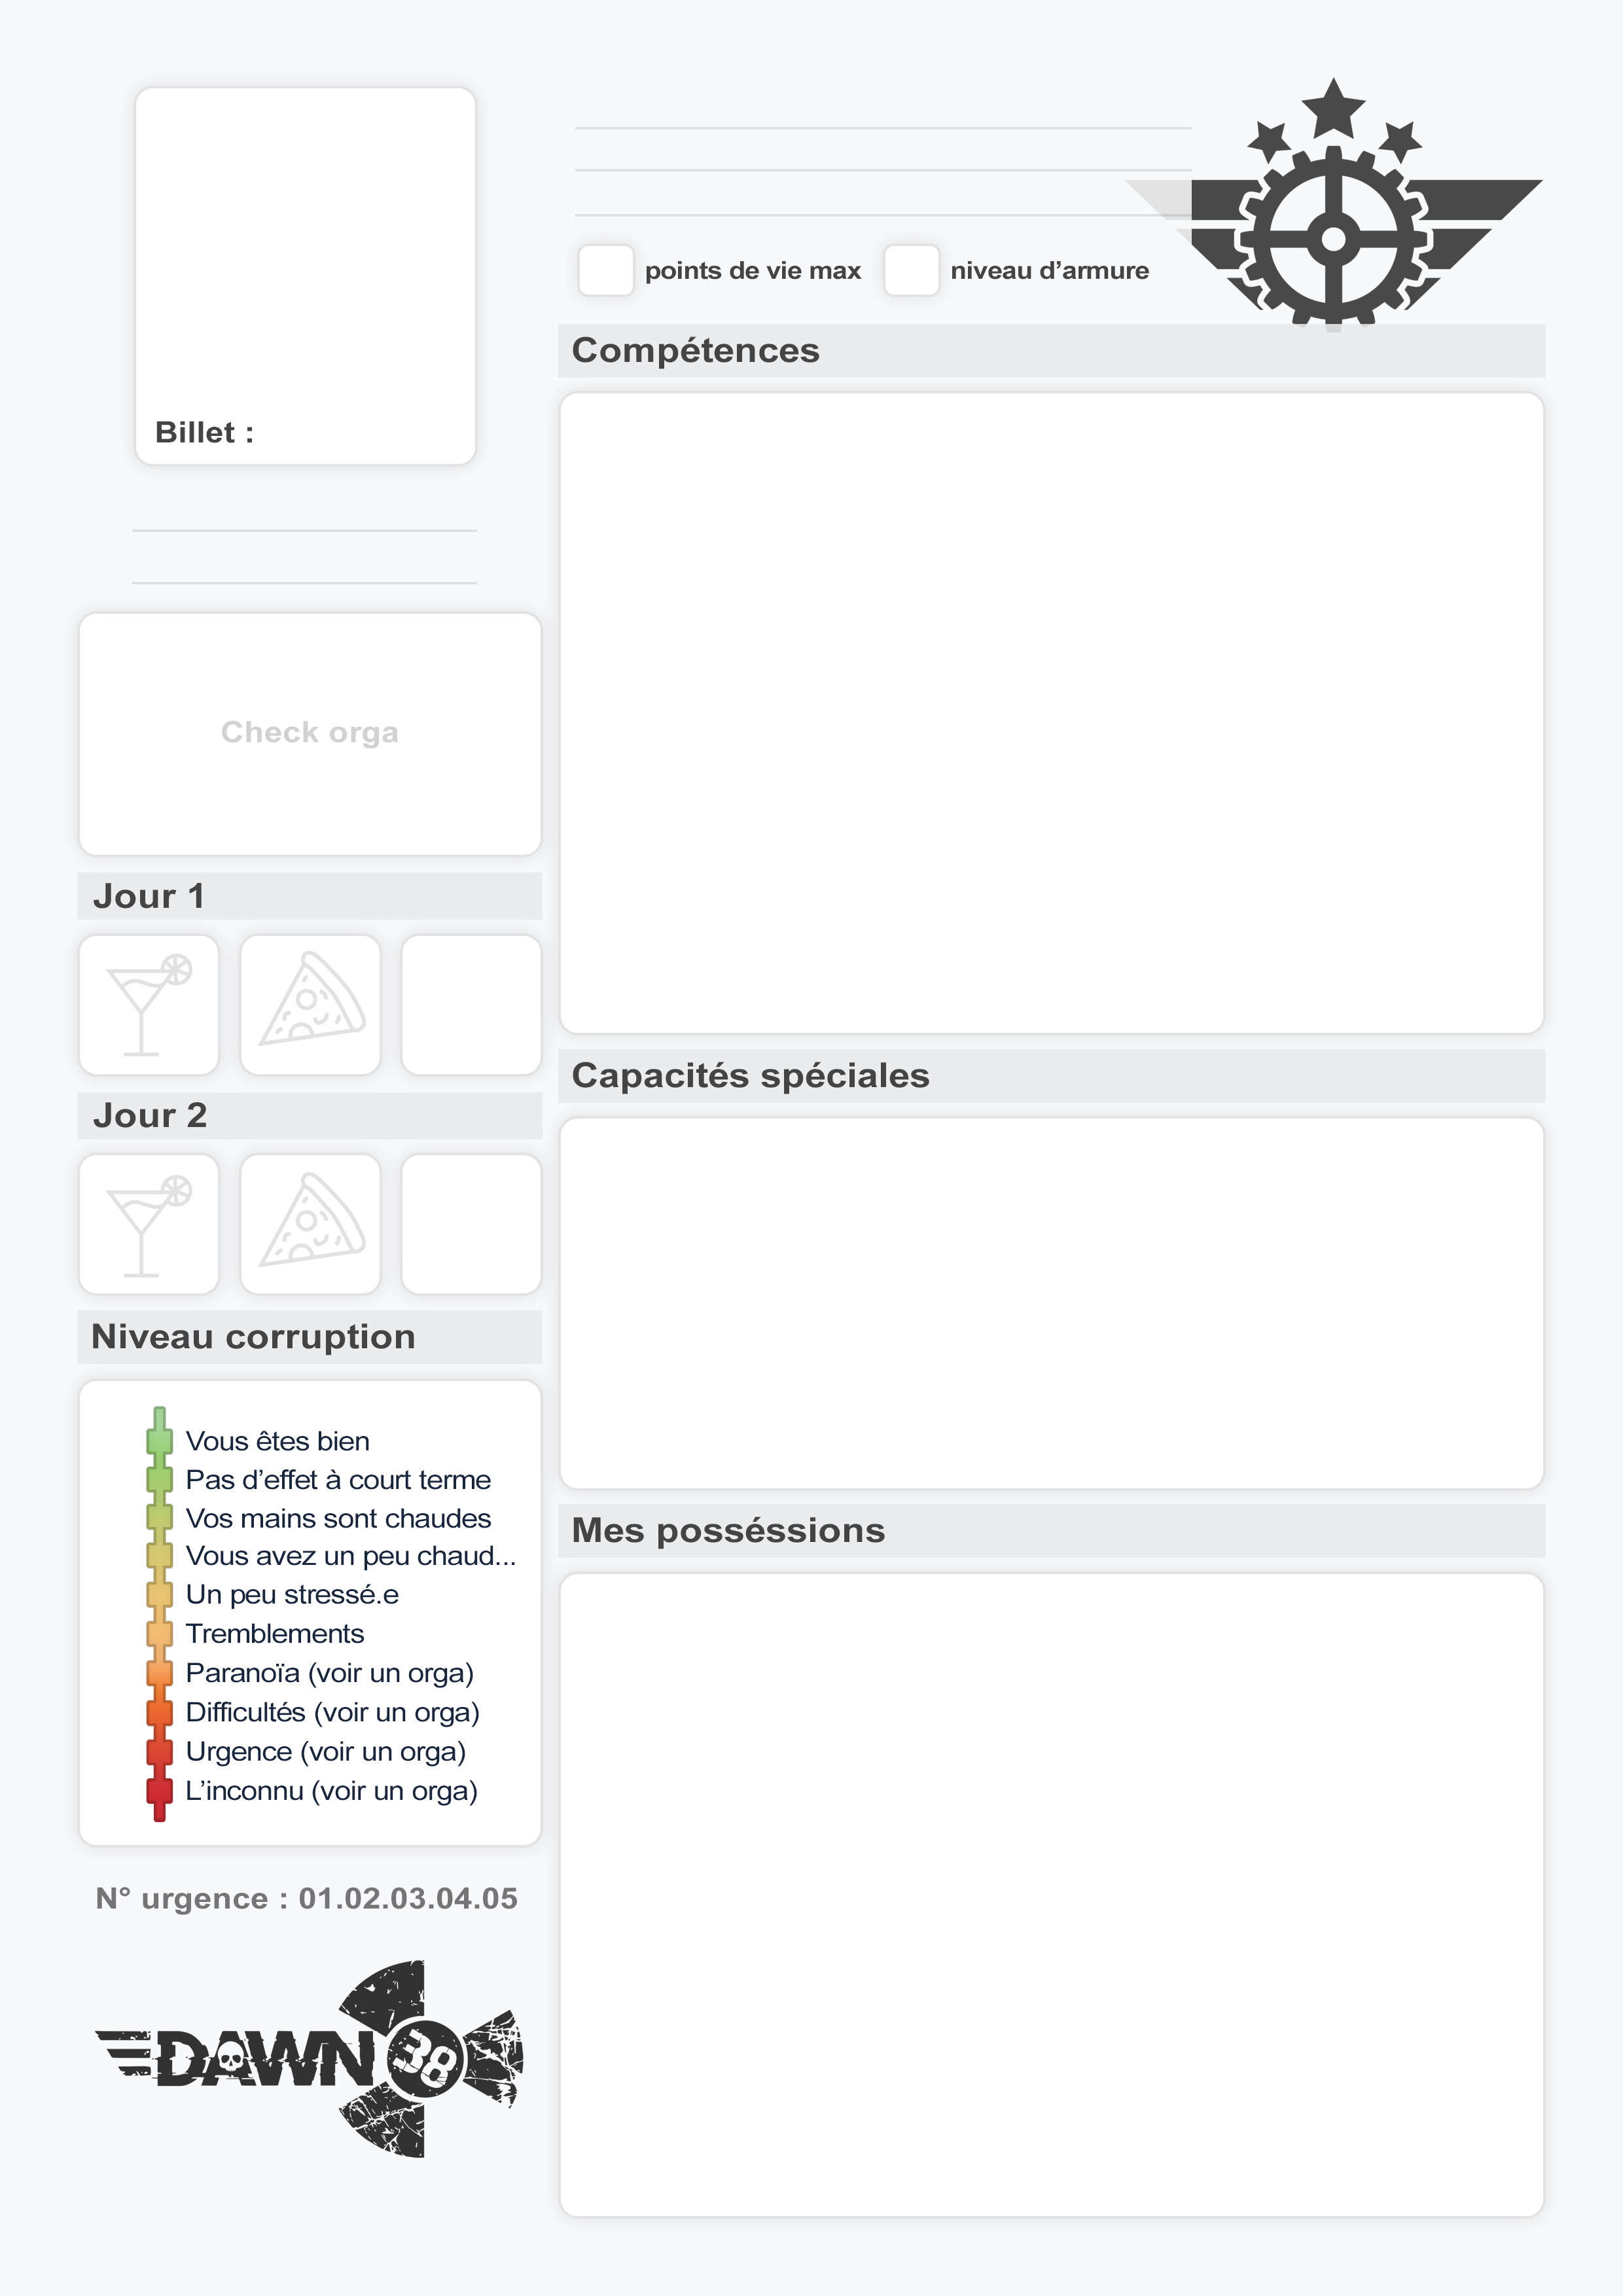 Billet :
points de vie max
niveau d’armure
Compétences
Check orga
Jour 1
Jour 2
Niveau corruption
Vous êtes bien
Pas d’effet à court terme
Vos mains sont chaudes
Vous avez un peu chaud...
Un peu stressé.e
Tremblements
Paranoïa (voir un orga)
Difficultés (voir un orga)
Urgence (voir un orga)
L’inconnu (voir un orga)
N° urgence : 01.02.03.04.05
DAWN 38
Capacités spéciales
Mes posséssions